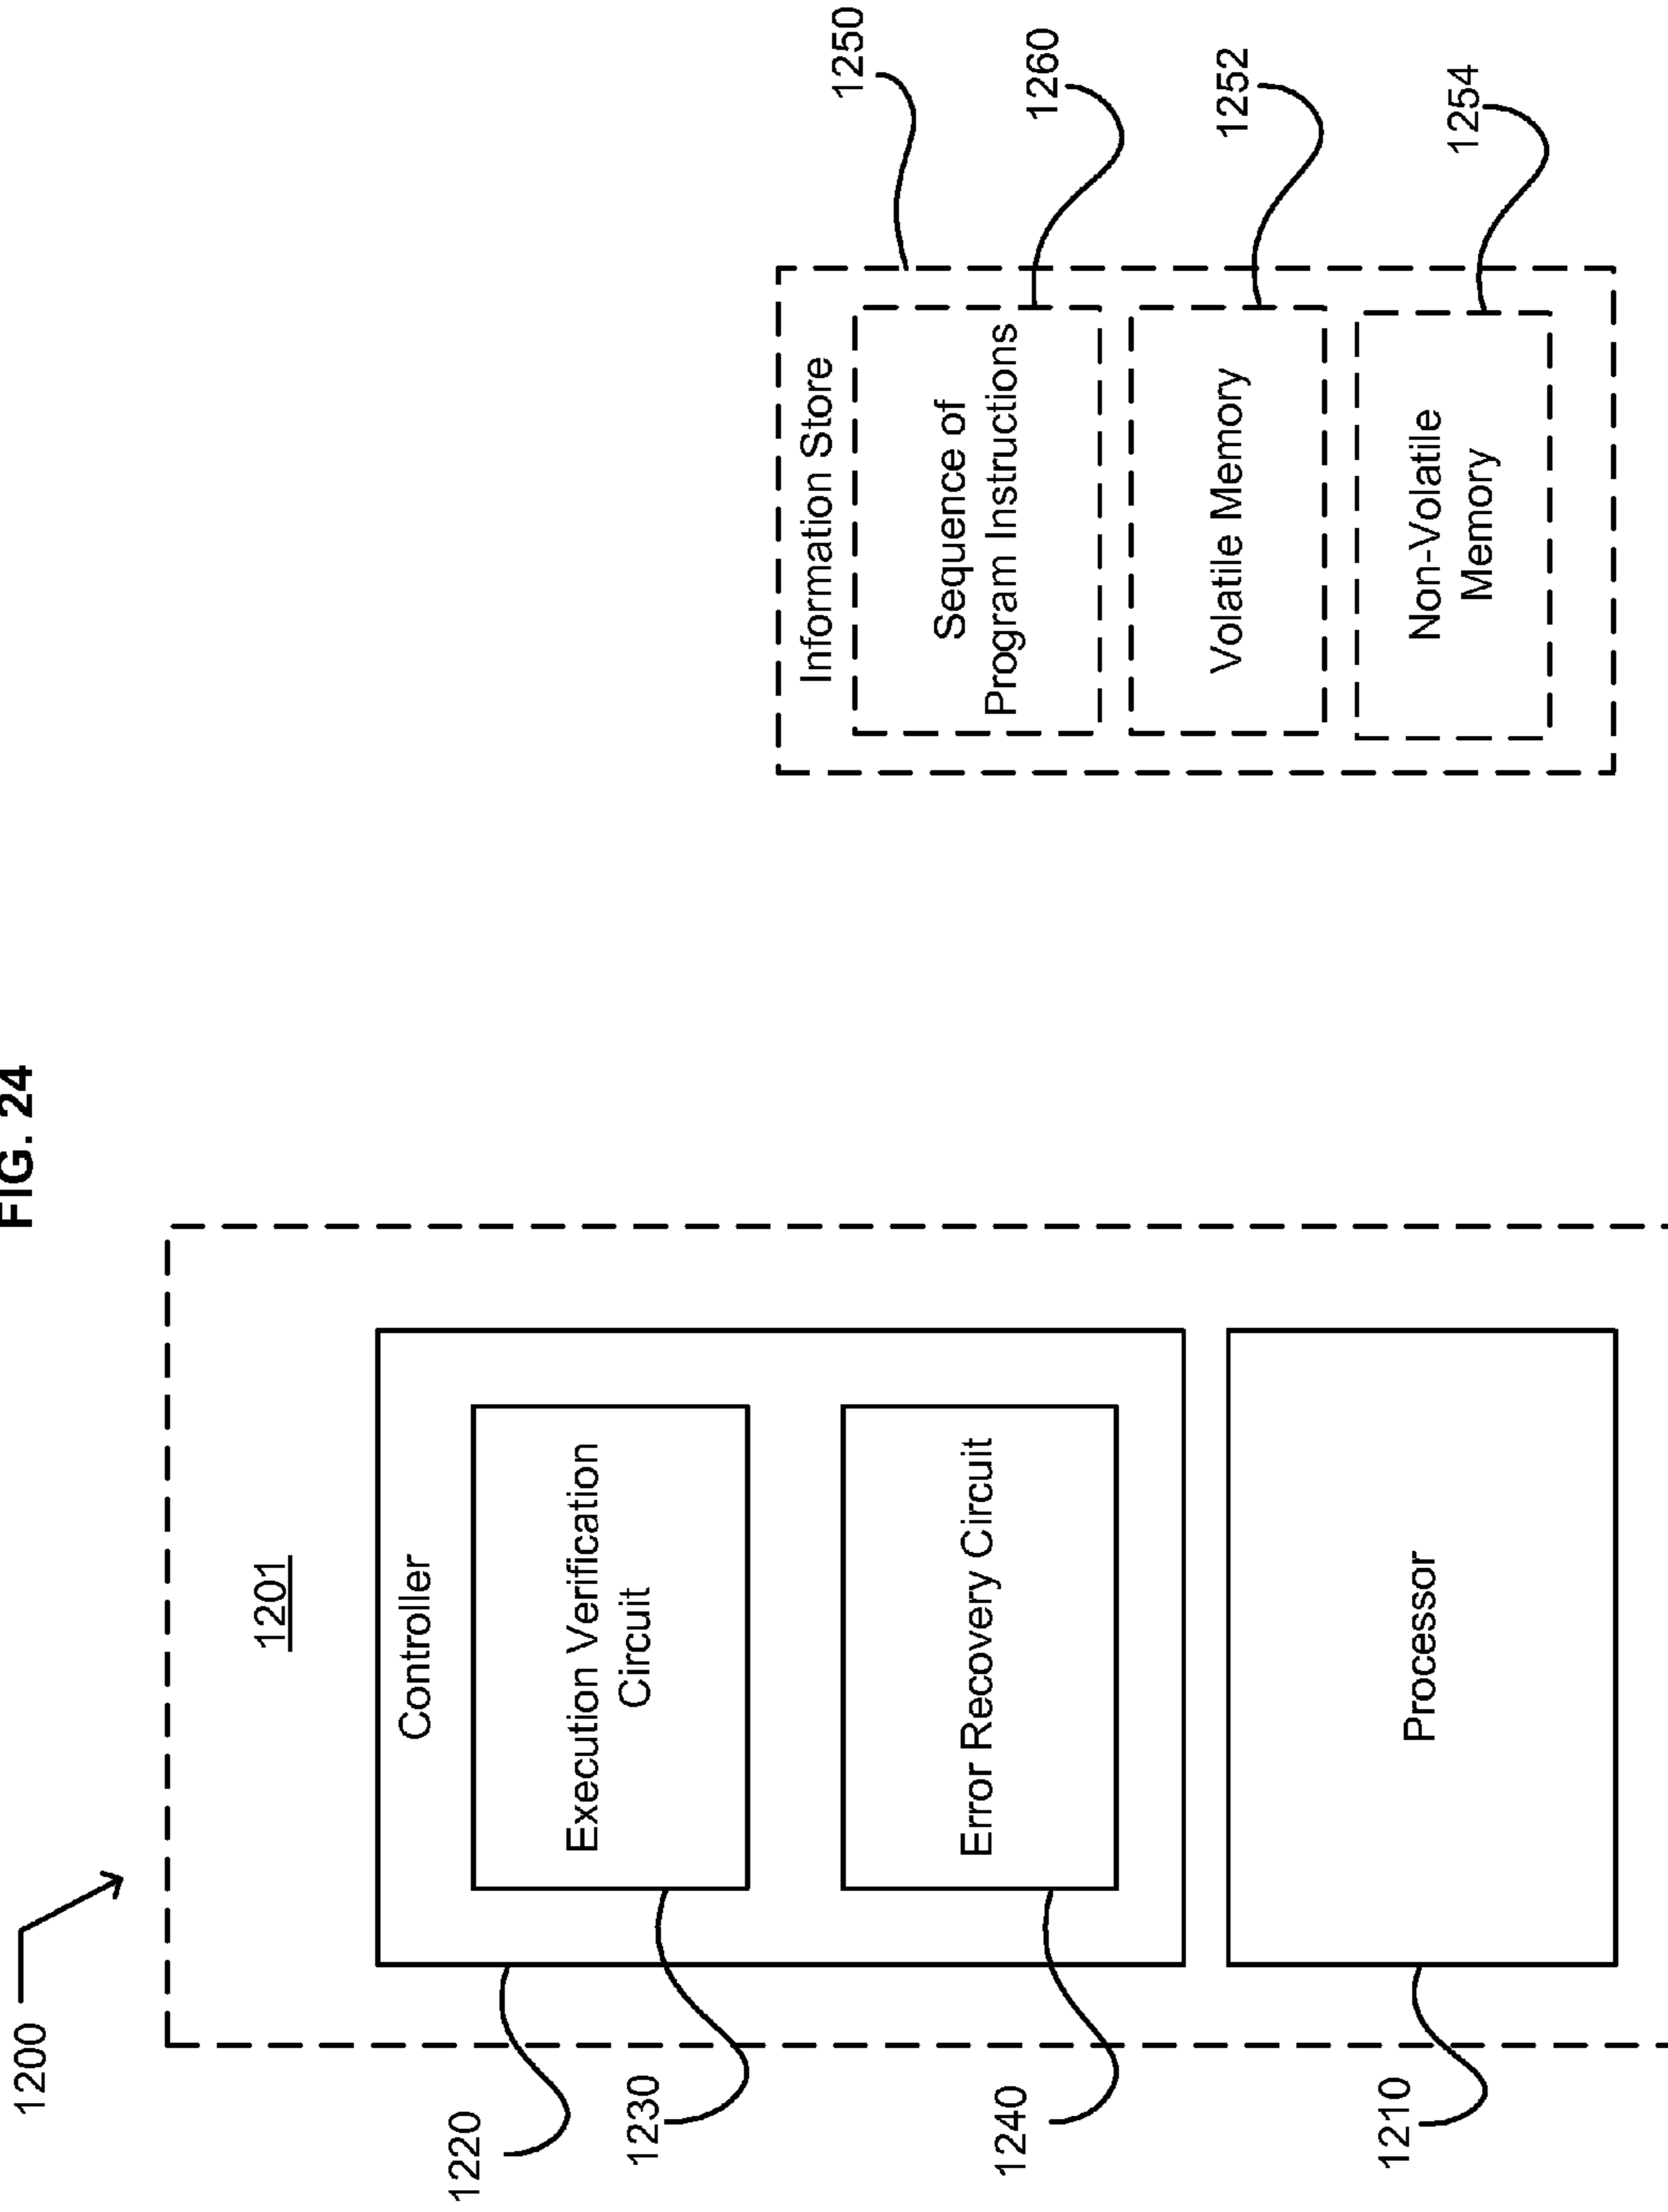 FIG. 24
1200
1201
Controller
1220
Execution Verification
Circuit
1230
Error Recovery Circuit
1240
Processor
1210
Information Store
1250
Sequence of
Program Instructions
1260
Volatile Memory
1252
Non-Volatile
Memory
1254